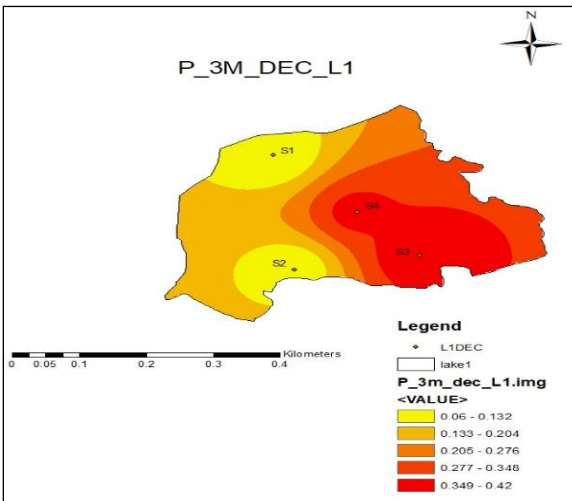 N
P_3M_DEC_L1
S1
S4
S3
S2
Legend
L1DEC
lake1
Kilometers
0 0.05 0.1 0.2 0.3 0.4
P_3m_dec_L1.img
<VALUE>
0.06 - 0.132
0.133 - 0.204
0.205 - 0.276
0.277 - 0.348
0.349 - 0.42